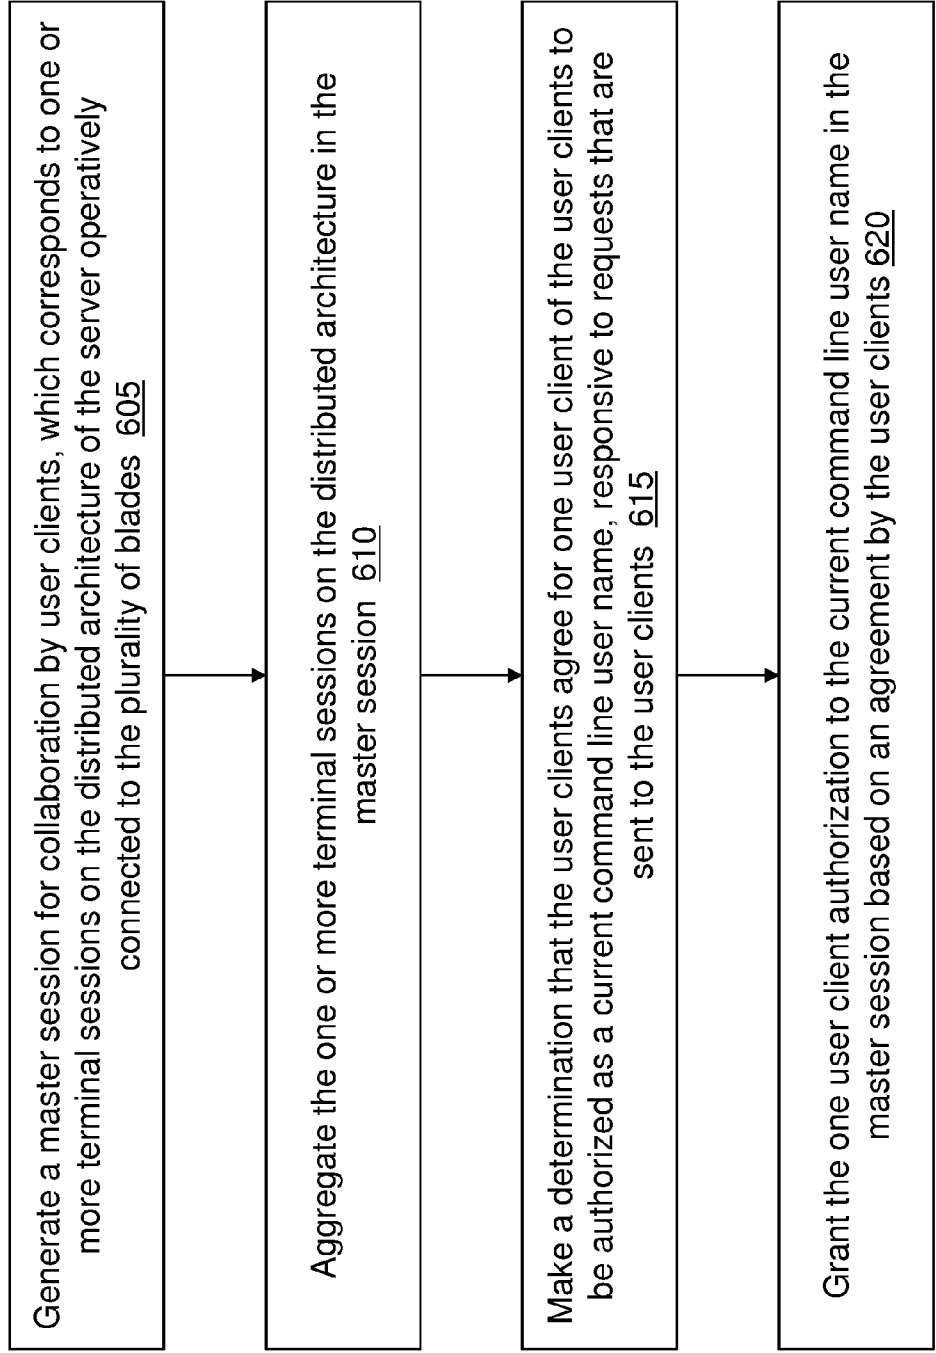 Generate a master session for collaboration by user clients, which corresponds to one or
more terminal sessions on the distributed architecture of the server operatively
connected to the plurality of blades 605
Aggregate the one or more terminal sessions on the distributed architecture in the
master session 610
Make a determination that the user clients agree for one user client of the user clients to
be authorized as a current command line user name, responsive to requests that are
sent to the user clients 615
Grant the one user client authorization to the current command line user name in the
master session based on an agreement by the user clients 620